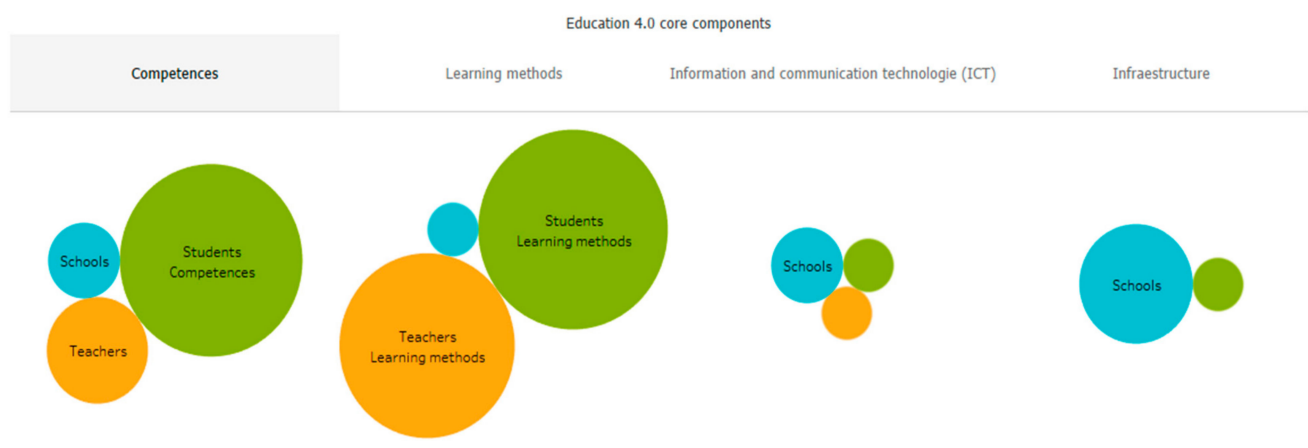 Education 4.0 core components
Competences
Learning methods
Information and communication technologie (ICT)
Infraestructure
Schools
Students
Competences
Teachers
Students
Learning methods
Teachers
Learning methods
Schools
Schools